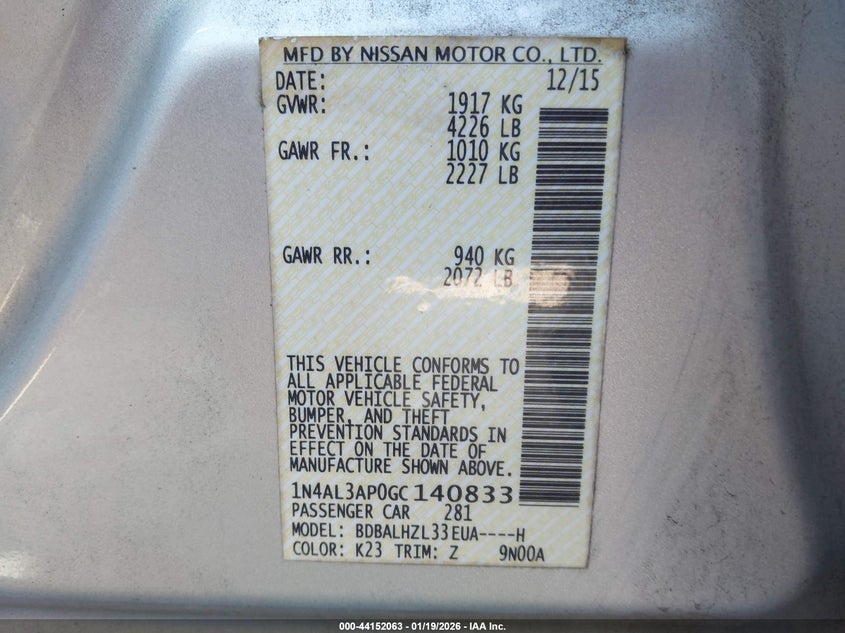 MFD BY NISSAN MOTOR CO., LTD.
DATE: 12/15
GVWR: 1917 KG
4226 LB
GAWR FR.: 1010 KG
2227 LB
GAWR RR.: 940 KG
2072 LB
THIS VEHICLE CONFORMS TO
ALL APPLICABLE FEDERAL
MOTOR VEHICLE SAFETY,
BUMPER, AND THEFT
PREVENTION STANDARDS IN
EFFECT ON THE DATE OF
MANUFACTURE SHOWN ABOVE.
1N4AL3AP0GC140833
PASSENGER CAR 281
MODEL: BDBALHZL33EUA----H
COLOR: K23 TRIM: Z 9N00A
000-44152063 - 01/19/2026 - IAA Inc.